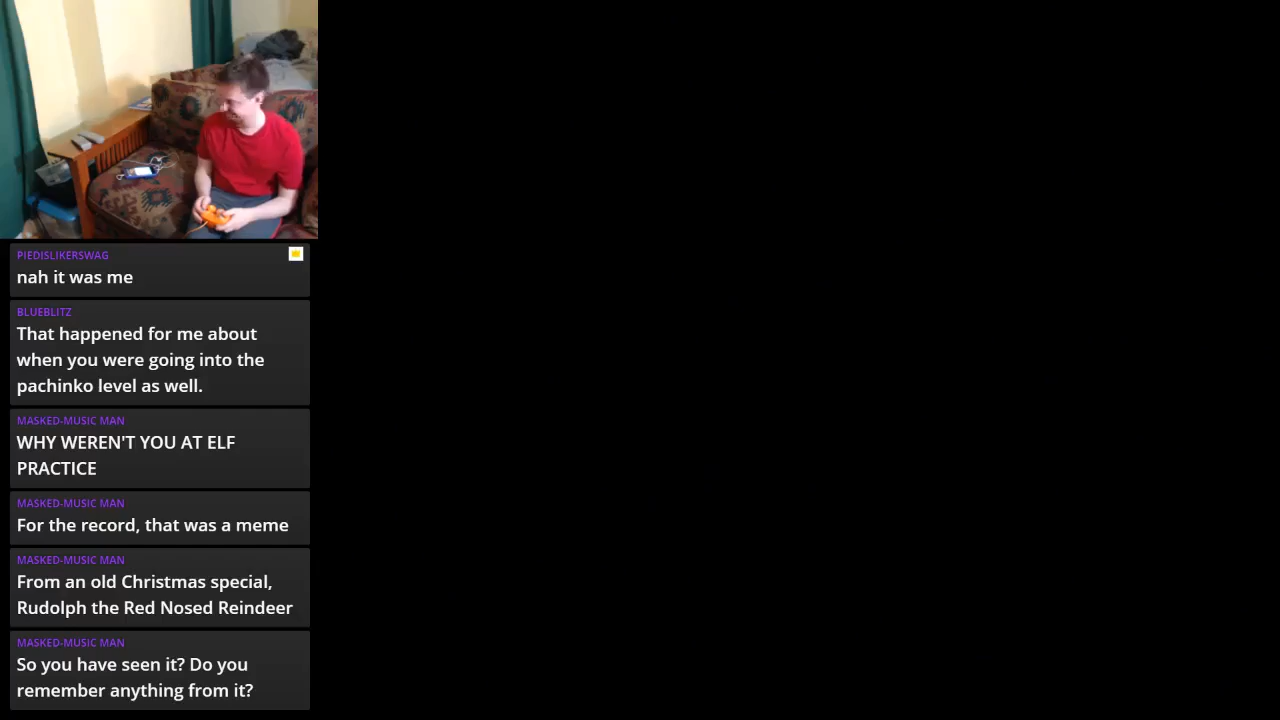 PIEDISLIKERSWAG
nah it was me
BLUEBLITZ
That happened for me about
when you were going into the
pachinko level as well.
MASKED-MUSIC MAN
WHY WEREN'T YOU AT ELF
PRACTICE
MASKED-MUSIC MAN
For the record, that was a meme
MASKED-MUSIC MAN
From an old Christmas special,
Rudolph the Red Nosed Reindeer
MASKED-MUSIC MAN
So you have seen it? Do you
remember anything from it?